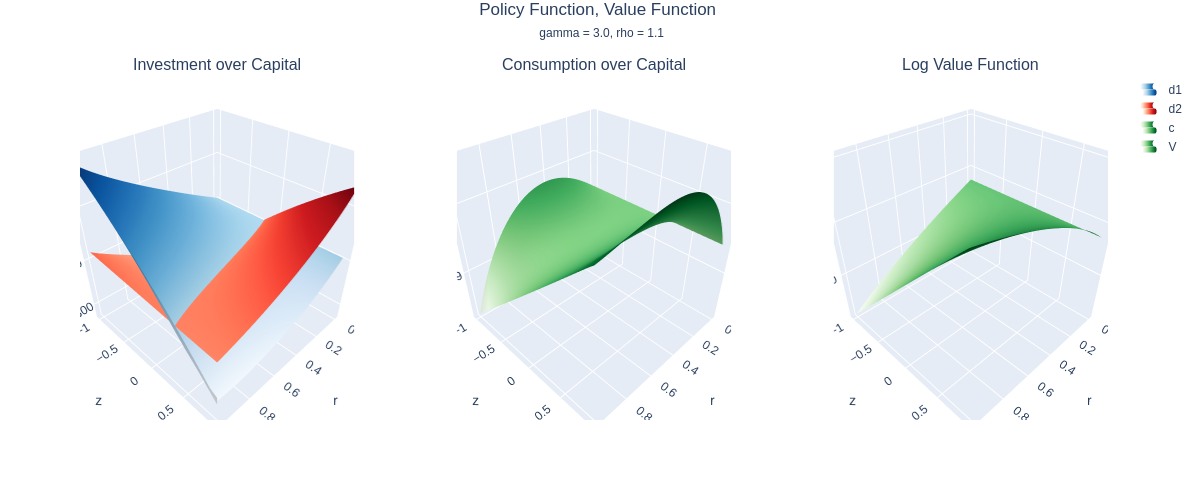 Policy Function, Value Function
gamma = 3.0, rho = 1.1
Investment over Capital
Consumption over Capital
Log Value Function
d1
d2
c
V
−1
−0.5
0
0.5
z
0
0.2
0.4
0.6
0.8
r
−1
−0.5
0
0.5
z
0
0.2
0.4
0.6
0.8
r
−1
−0.5
0
0.5
z
0
0.2
0.4
0.6
0.8
r